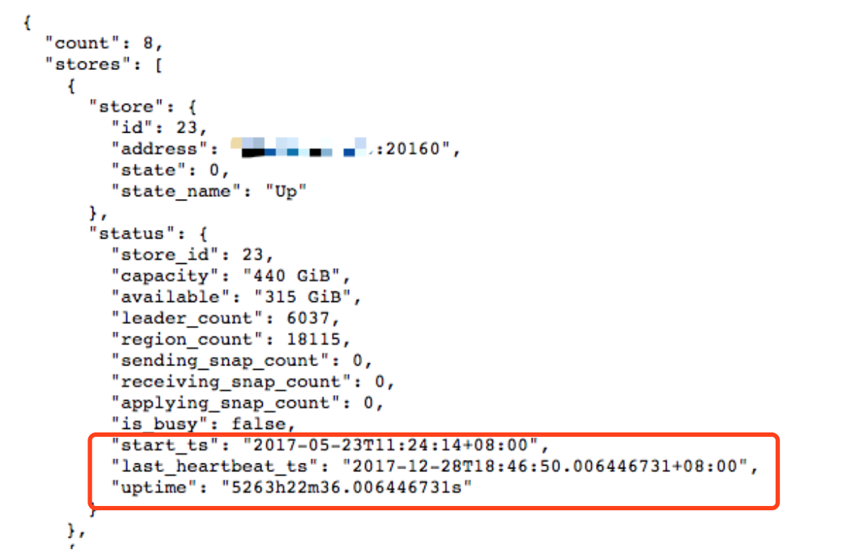 {
"count": 8,
"stores": [
{
"store": {
"id": 23,
"address": :20160",
"state": 0,
"state_name": "Up"
},
"status": {
"store_id": 23,
"capacity": "440 GiB",
"available": "315 GiB",
"leader_count": 6037,
"region_count": 18115,
"sending_snap_count": 0,
"receiving_snap_count": 0,
"applying_snap_count": 0,
"is_busy": false,
"start_ts": "2017-05-23T11:24:14+08:00",
"last_heartbeat_ts": "2017-12-28T18:46:50.006446731+08:00",
"uptime": "5263h22m36.006446731s"
}
},